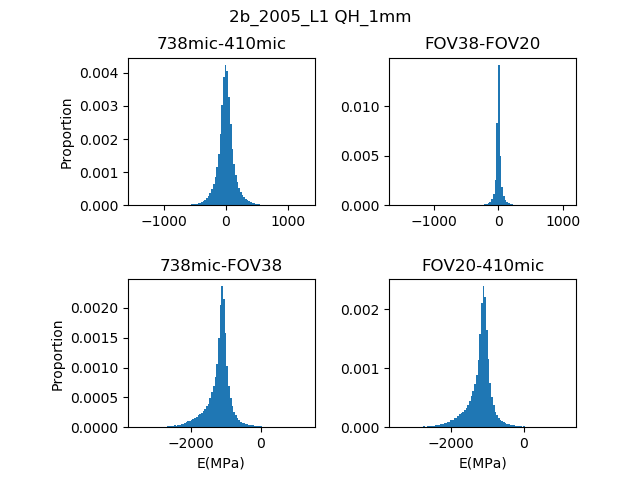 2b_2005_L1 QH_1mm
738mic-410mic
FOV38-FOV20
Proportion
0.004
0.003
0.002
0.001
0.000
−1000
0
1000
0.010
0.005
0.000
−1000
0
1000
738mic-FOV38
FOV20-410mic
Proportion
0.0020
0.0015
0.0010
0.0005
0.0000
−2000
0
E(MPa)
0.002
0.001
0.000
−2000
0
E(MPa)